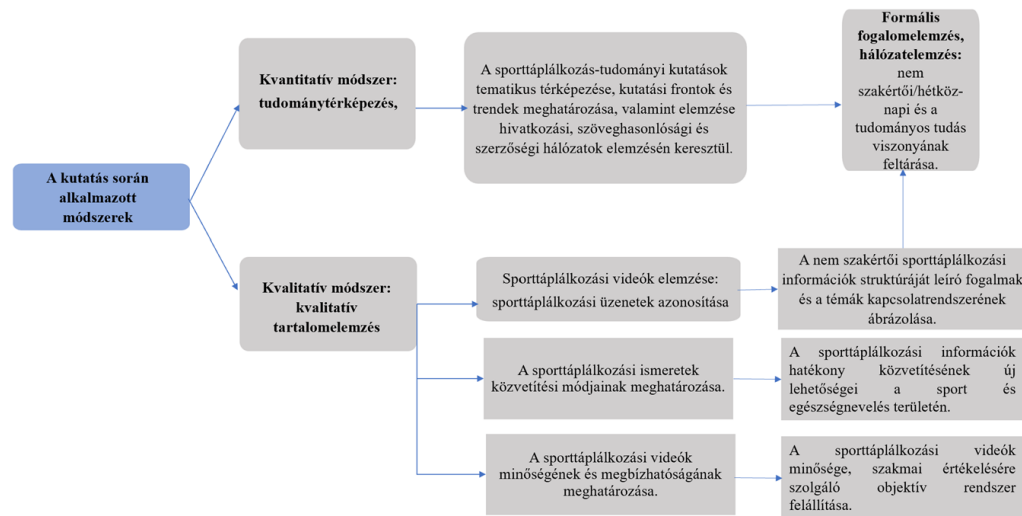 A kutatás során
alkalmazott
módszerek
Kvantitatív módszer:
tudománytérképezés,
A sporttáplálkozás-tudományi kutatások
tematikus térképezése, kutatási frontok és
trendek meghatározása, valamint elemzése
hivatkozási, szöveghasonlósági és
szerzőségi hálózatok elemzésén keresztül.
Formális
fogalomelemzés,
hálózatelemzés:
nem
szakértői/hétköz-
napi és a
tudományos tudás
viszonyának
feltárása.
Kvalitatív módszer:
kvalitatív
tartalomelemzés
Sporttáplálkozási videók elemzése:
sporttáplálkozási üzenetek azonosítása
A nem szakértői sporttáplálkozási
információk struktúráját leíró fogalmak
és a témák kapcsolatrendszerének
ábrázolása.
A sporttáplálkozási ismeretek
közvetítési módjainak meghatározása.
A sporttáplálkozási információk
hatékony közvetítésének új
lehetőségei a sport és
egészségnevelés területén.
A sporttáplálkozási videók
minőségének és megbízhatóságának
meghatározása.
A sporttáplálkozási videók
minősége, szakmai értékelésére
szolgáló objektív rendszer
felállítása.